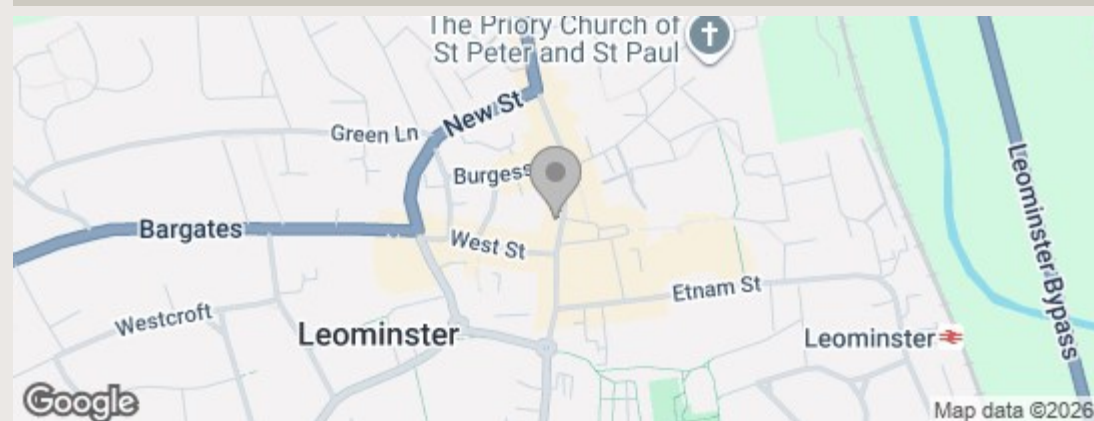 The Priory Church of
St Peter and St Paul
New St
Green Ln
Burgess
Bargates
West St
Etnam St
Westcroft
Leominster
Leominster
Leominster Bypass
Google
Map data ©2026